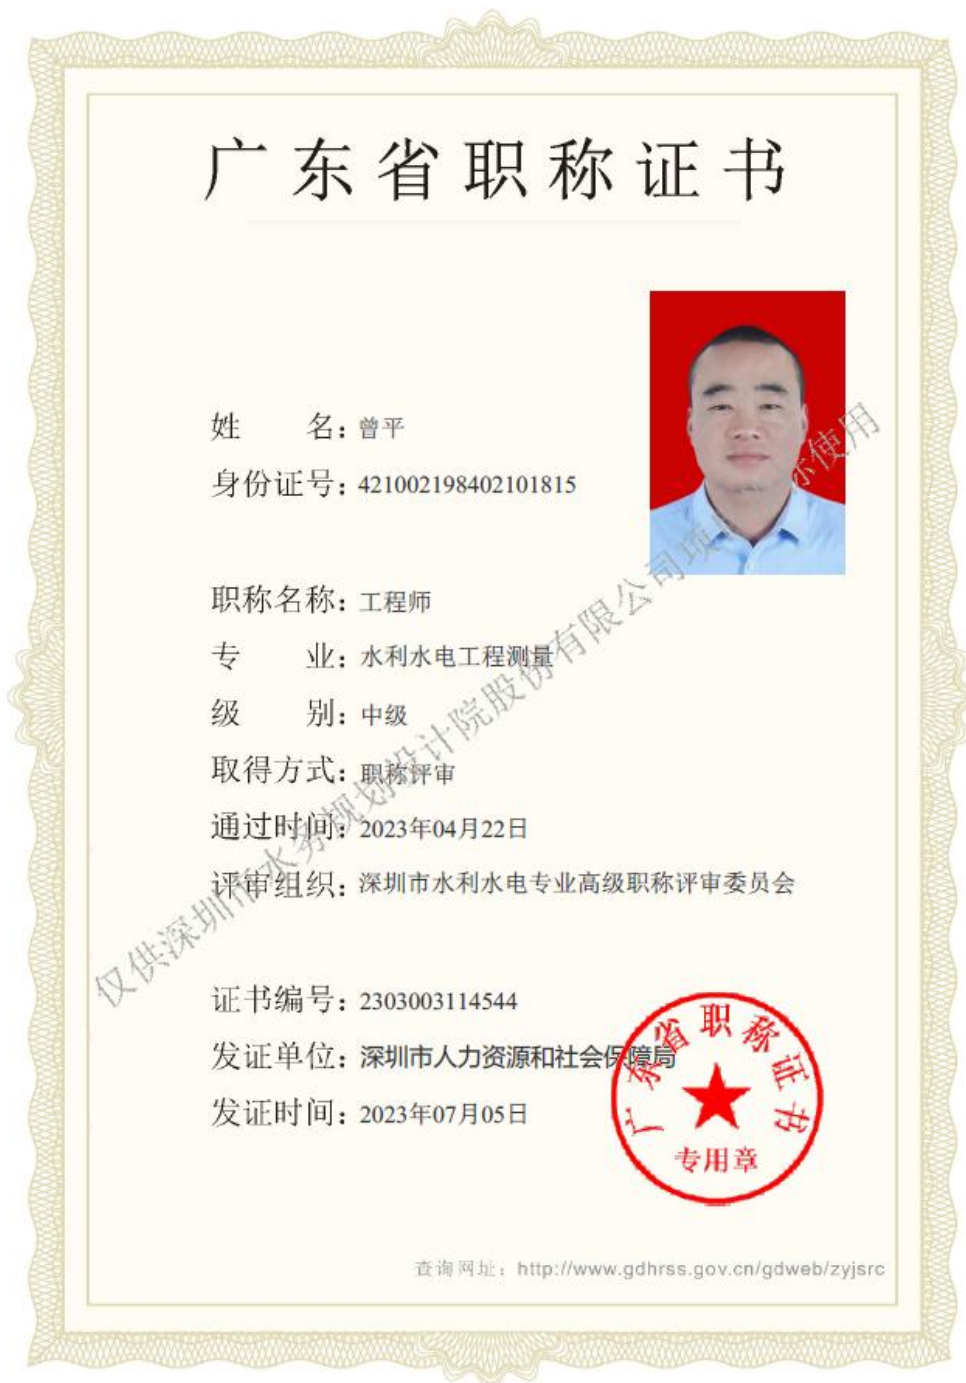 广东省职称证书
姓名：曾平
身份证号：421002198402101815
职称名称：工程师
专业：水利水电工程测量
级别：中级
取得方式：职称评审
通过时间：2023年04月22日
评审组织：深圳市水利水电专业高级职称评审委员会
证书编号：2303003114544
发证单位：深圳市人力资源和社会保障局
发证时间：2023年07月05日
广东省职称证书
专用章
查询网址：http://www.gdhrss.gov.cn/gdweb/zyjsrc
仅供深圳市水务规划设计院股份有限公司项 标使用